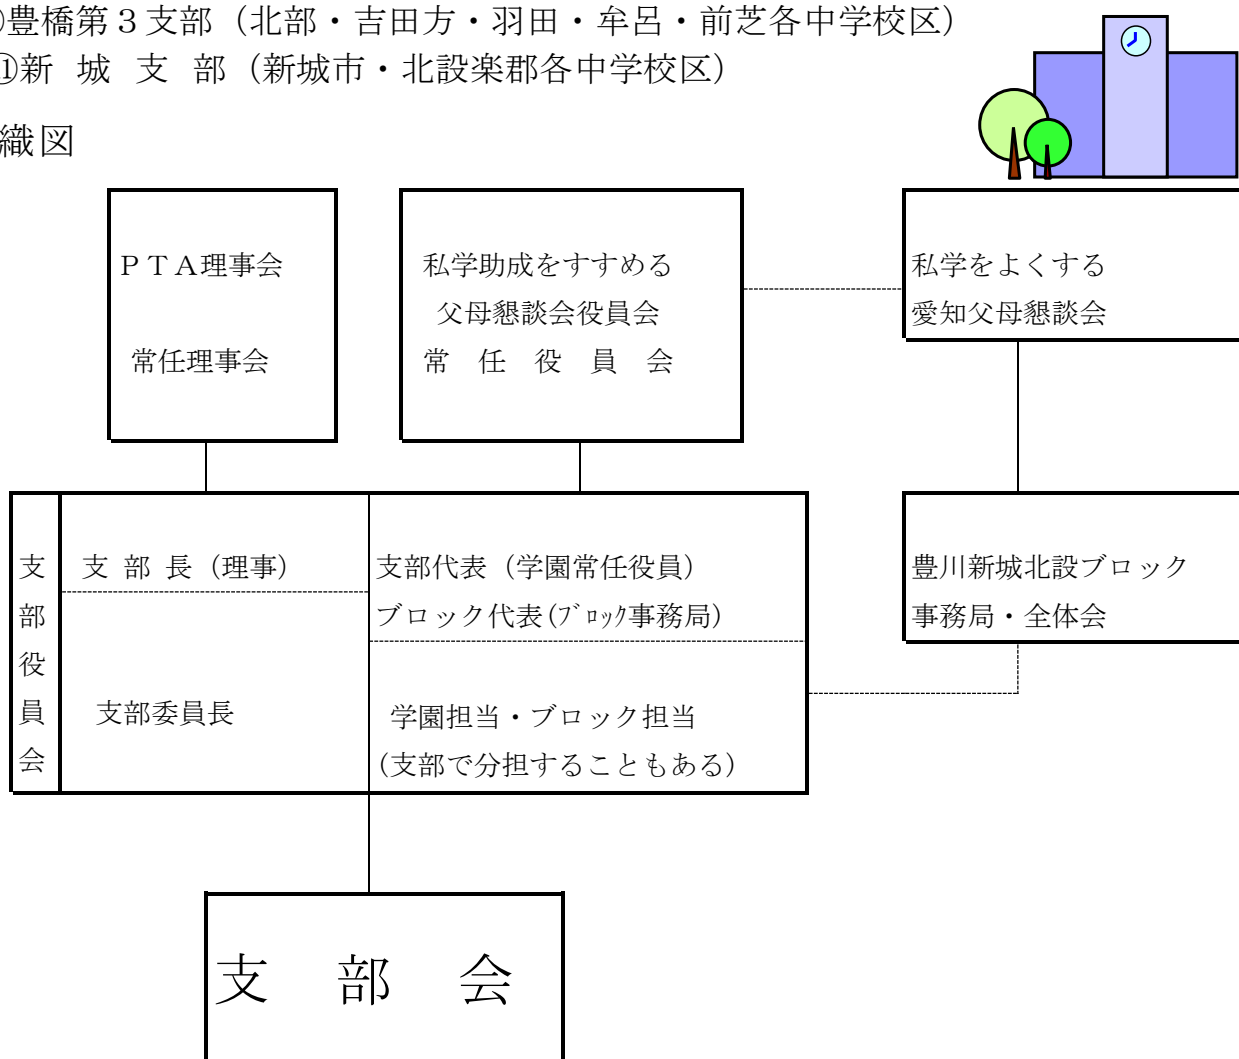 豊橋第３支部（北部・吉田方・羽田・牟呂・前芝各中学校区）
⑪新 城 支 部（新城市・北設楽郡各中学校区）
織図
ＰＴＡ理事会
常任理事会
私学助成をすすめる
父母懇談会役員会
常 任 役 員 会
私学をよくする
愛知父母懇談会
支部役員会
支 部 長（理事）
支部委員長
支部代表（学園常任役員）
ブロック代表(ﾌﾞﾛｯｸ事務局)
学園担当・ブロック担当
(支部で分担することもある)
豊川新城北設ブロック
事務局・全体会
支 部 会